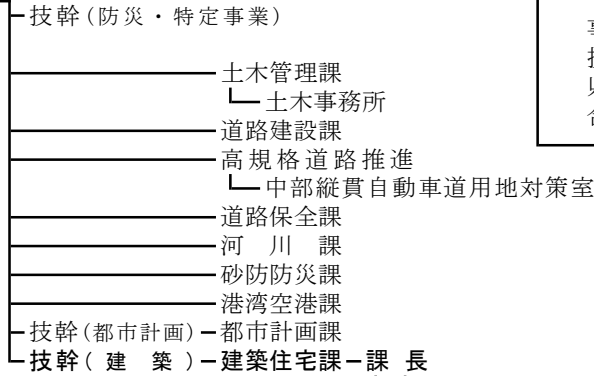 技幹(防災・特定事業)
土木管理課
土木事務所
道路建設課
高規格道路推進
中部縦貫自動車道用地対策室
道路保全課
河　川　課
砂防防災課
港湾空港課
技幹(都市計画)ー都市計画課
技幹(建　築)ー建築住宅課ー課 長